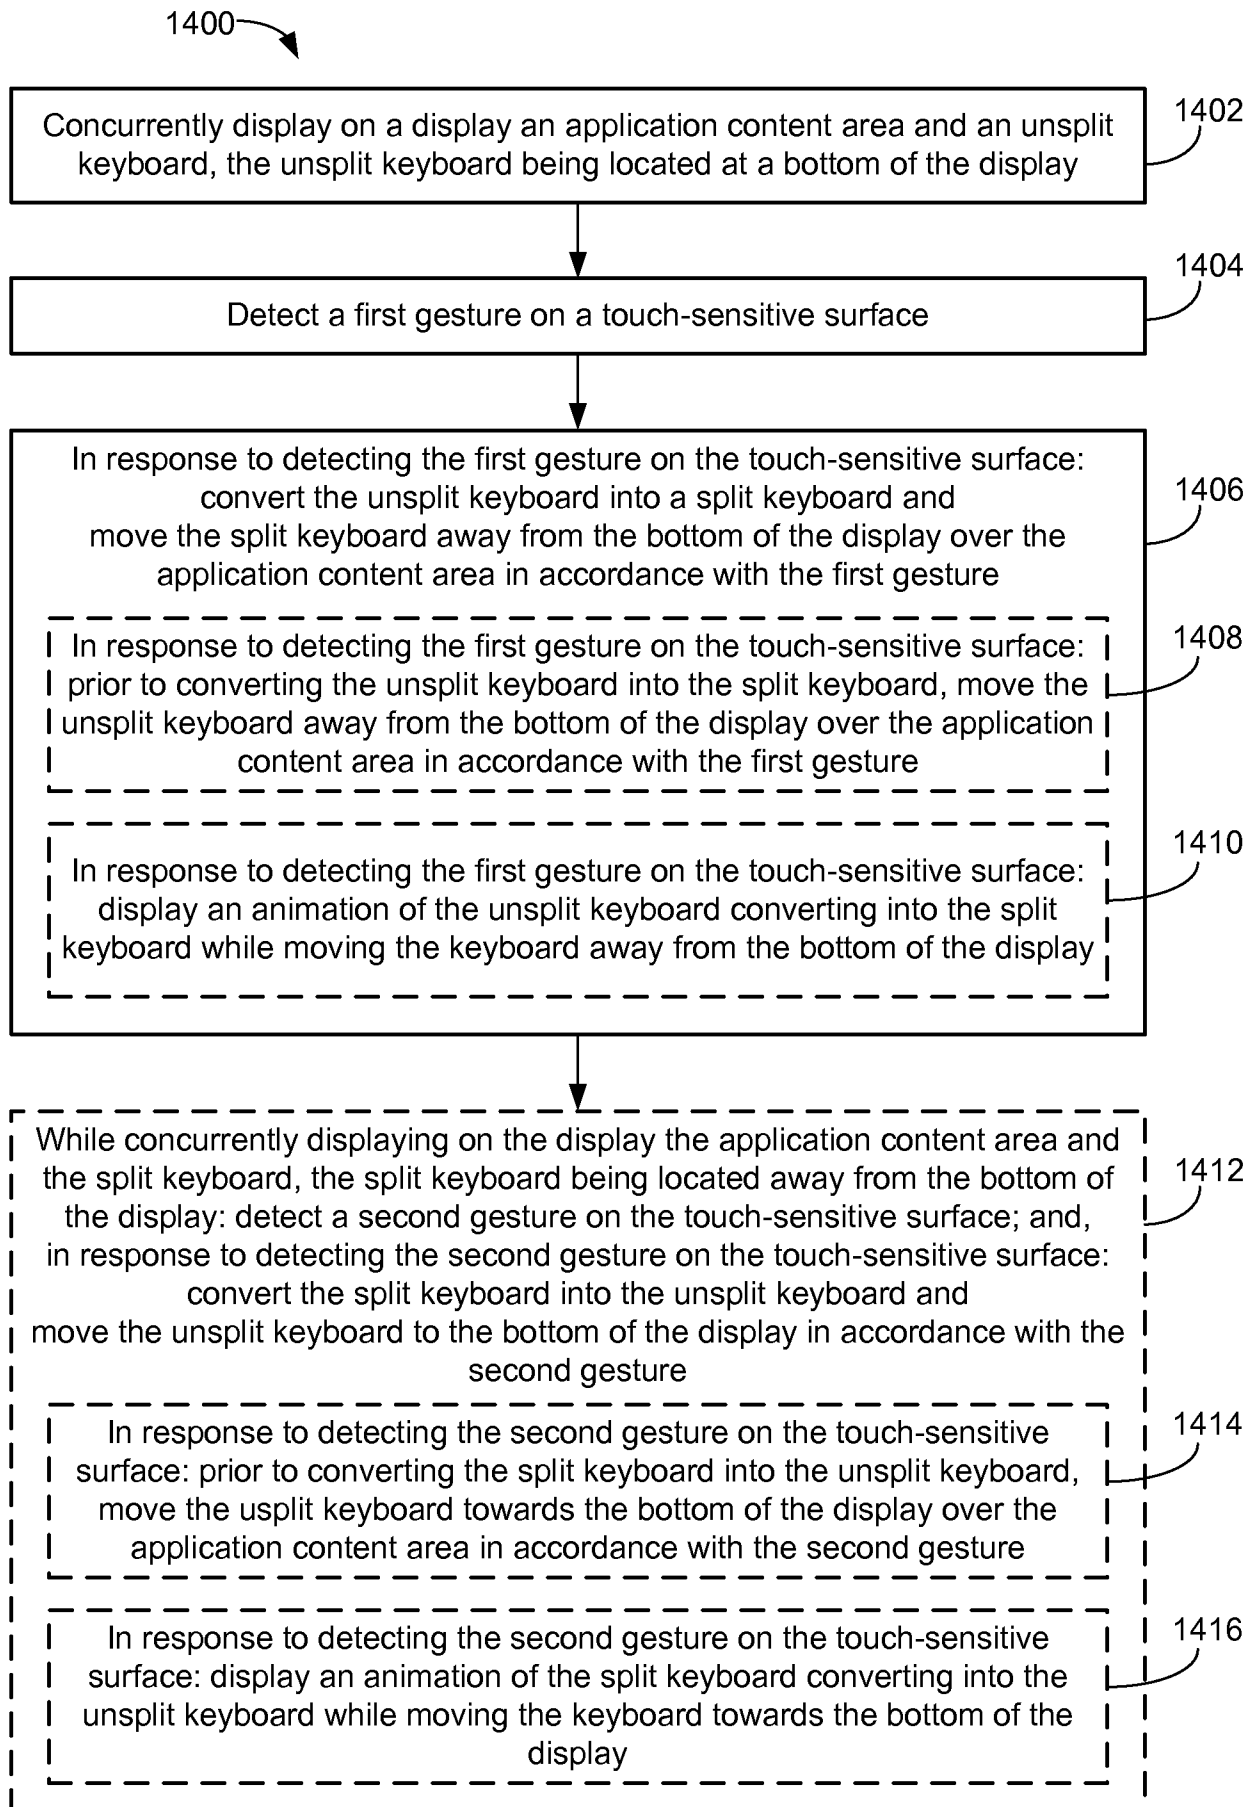 1400
Concurrently display on a display an application content area and an unsplit
keyboard, the unsplit keyboard being located at a bottom of the display
1402
Detect a first gesture on a touch-sensitive surface
1404
In response to detecting the first gesture on the touch-sensitive surface:
convert the unsplit keyboard into a split keyboard and
move the split keyboard away from the bottom of the display over the
application content area in accordance with the first gesture
1406
In response to detecting the first gesture on the touch-sensitive surface:
prior to converting the unsplit keyboard into the split keyboard, move the
unsplit keyboard away from the bottom of the display over the application
content area in accordance with the first gesture
1408
In response to detecting the first gesture on the touch-sensitive surface:
display an animation of the unsplit keyboard converting into the split
keyboard while moving the keyboard away from the bottom of the display
1410
While concurrently displaying on the display the application content area and
the split keyboard, the split keyboard being located away from the bottom of
the display: detect a second gesture on the touch-sensitive surface; and,
in response to detecting the second gesture on the touch-sensitive surface:
convert the split keyboard into the unsplit keyboard and
move the unsplit keyboard to the bottom of the display in accordance with the
second gesture
1412
In response to detecting the second gesture on the touch-sensitive
surface: prior to converting the split keyboard into the unsplit keyboard,
move the usplit keyboard towards the bottom of the display over the
application content area in accordance with the second gesture
1414
In response to detecting the second gesture on the touch-sensitive
surface: display an animation of the split keyboard converting into the
unsplit keyboard while moving the keyboard towards the bottom of the
display
1416